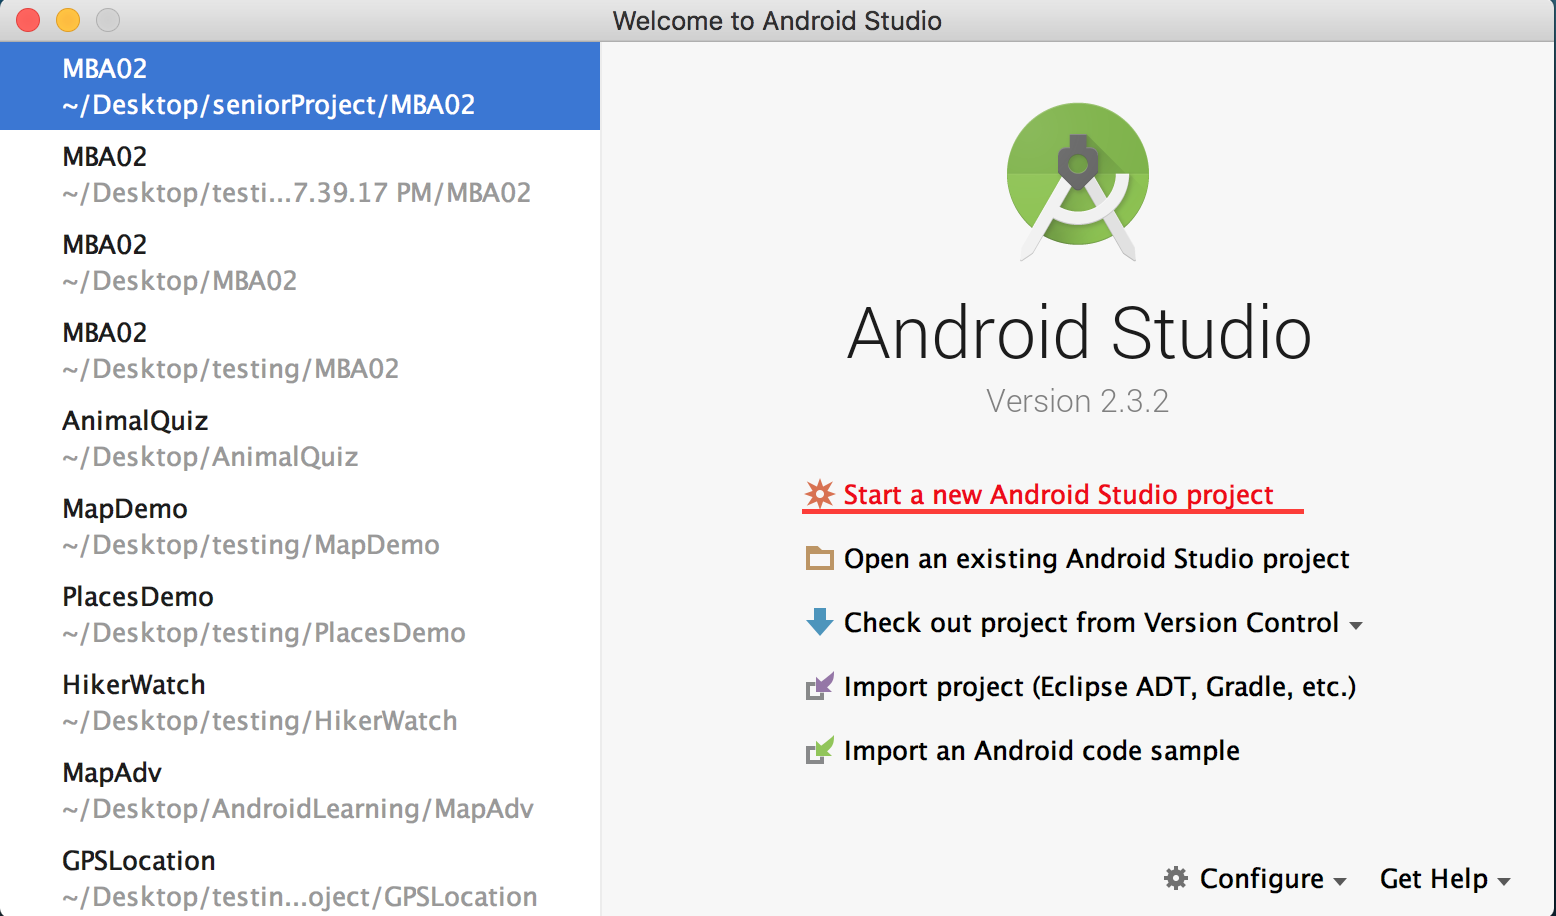 Welcome to Android Studio
MBA02
~/Desktop/seniorProject/MBA02
MBA02
~/Desktop/testi...7.39.17 PM/MBA02
MBA02
~/Desktop/MBA02
MBA02
~/Desktop/testing/MBA02
AnimalQuiz
~/Desktop/AnimalQuiz
MapDemo
~/Desktop/testing/MapDemo
PlacesDemo
~/Desktop/testing/PlacesDemo
HikerWatch
~/Desktop/testing/HikerWatch
MapAdv
~/Desktop/AndroidLearning/MapAdv
GPSLocation
~/Desktop/testin...oject/GPSLocation
Android Studio
Version 2.3.2
Start a new Android Studio project
Open an existing Android Studio project
Check out project from Version Control
Import project (Eclipse ADT, Gradle, etc.)
Import an Android code sample
Configure
Get Help